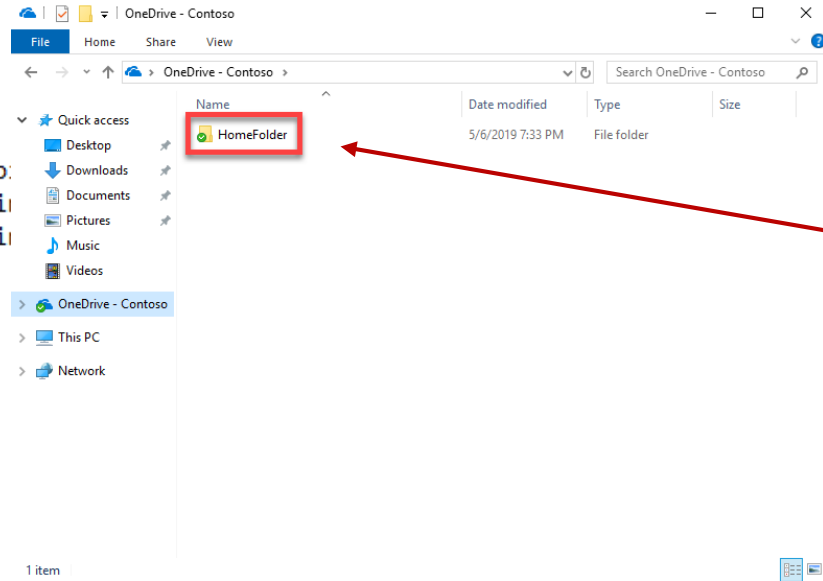 OneDrive - Contoso
File Home Share View
OneDrive - Contoso Search OneDrive - Contoso
Name Date modified Type Size
Quick access
HomeFolder 5/6/2019 7:33 PM File folder
Desktop
Downloads
Documents
Pictures
Music
Videos
OneDrive - Contoso
This PC
Network
1 item